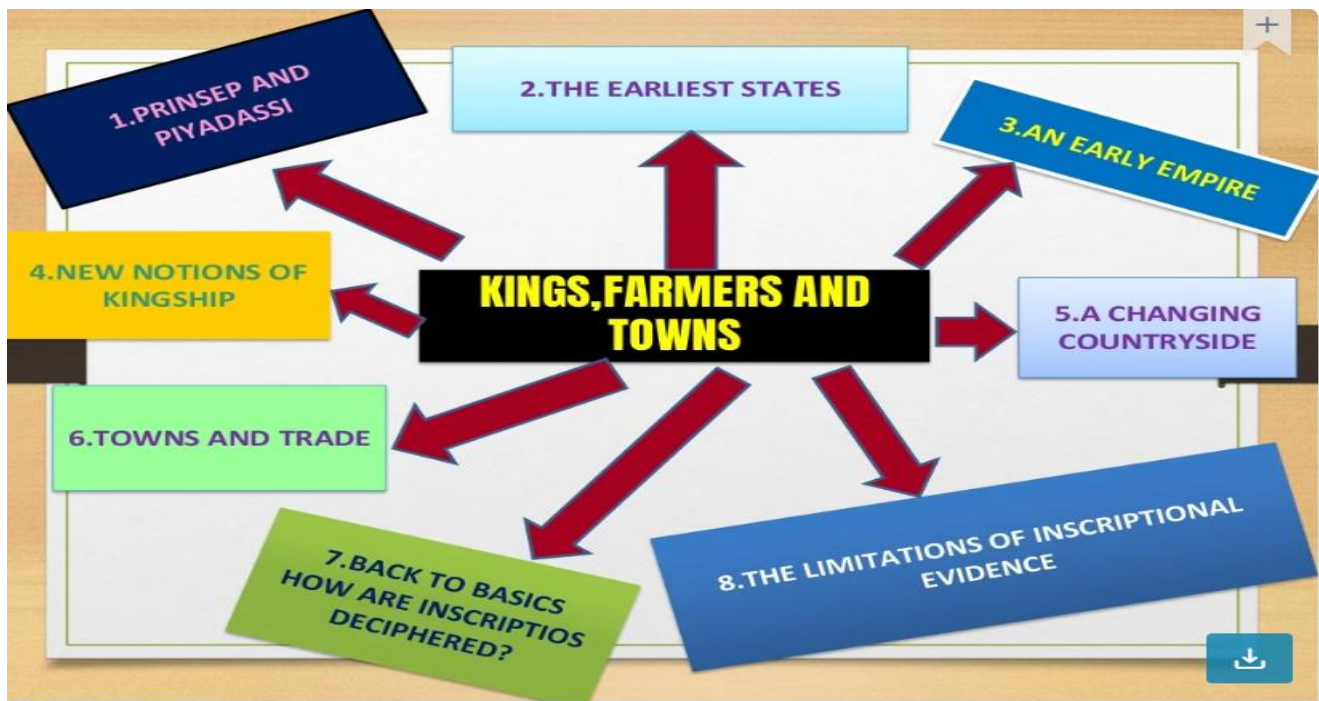 1.PRINSEP AND
PIYADASSI
2.THE EARLIEST STATES
3.AN EARLY EMPIRE
4.NEW NOTIONS OF
KINGSHIP
KINGS,FARMERS AND
TOWNS
5.A CHANGING
COUNTRYSIDE
6.TOWNS AND TRADE
7.BACK TO BASICS
HOW ARE INSCRIPTIOS
DECIPHERED?
8.THE LIMITATIONS OF INSCRIPTIONAL
EVIDENCE